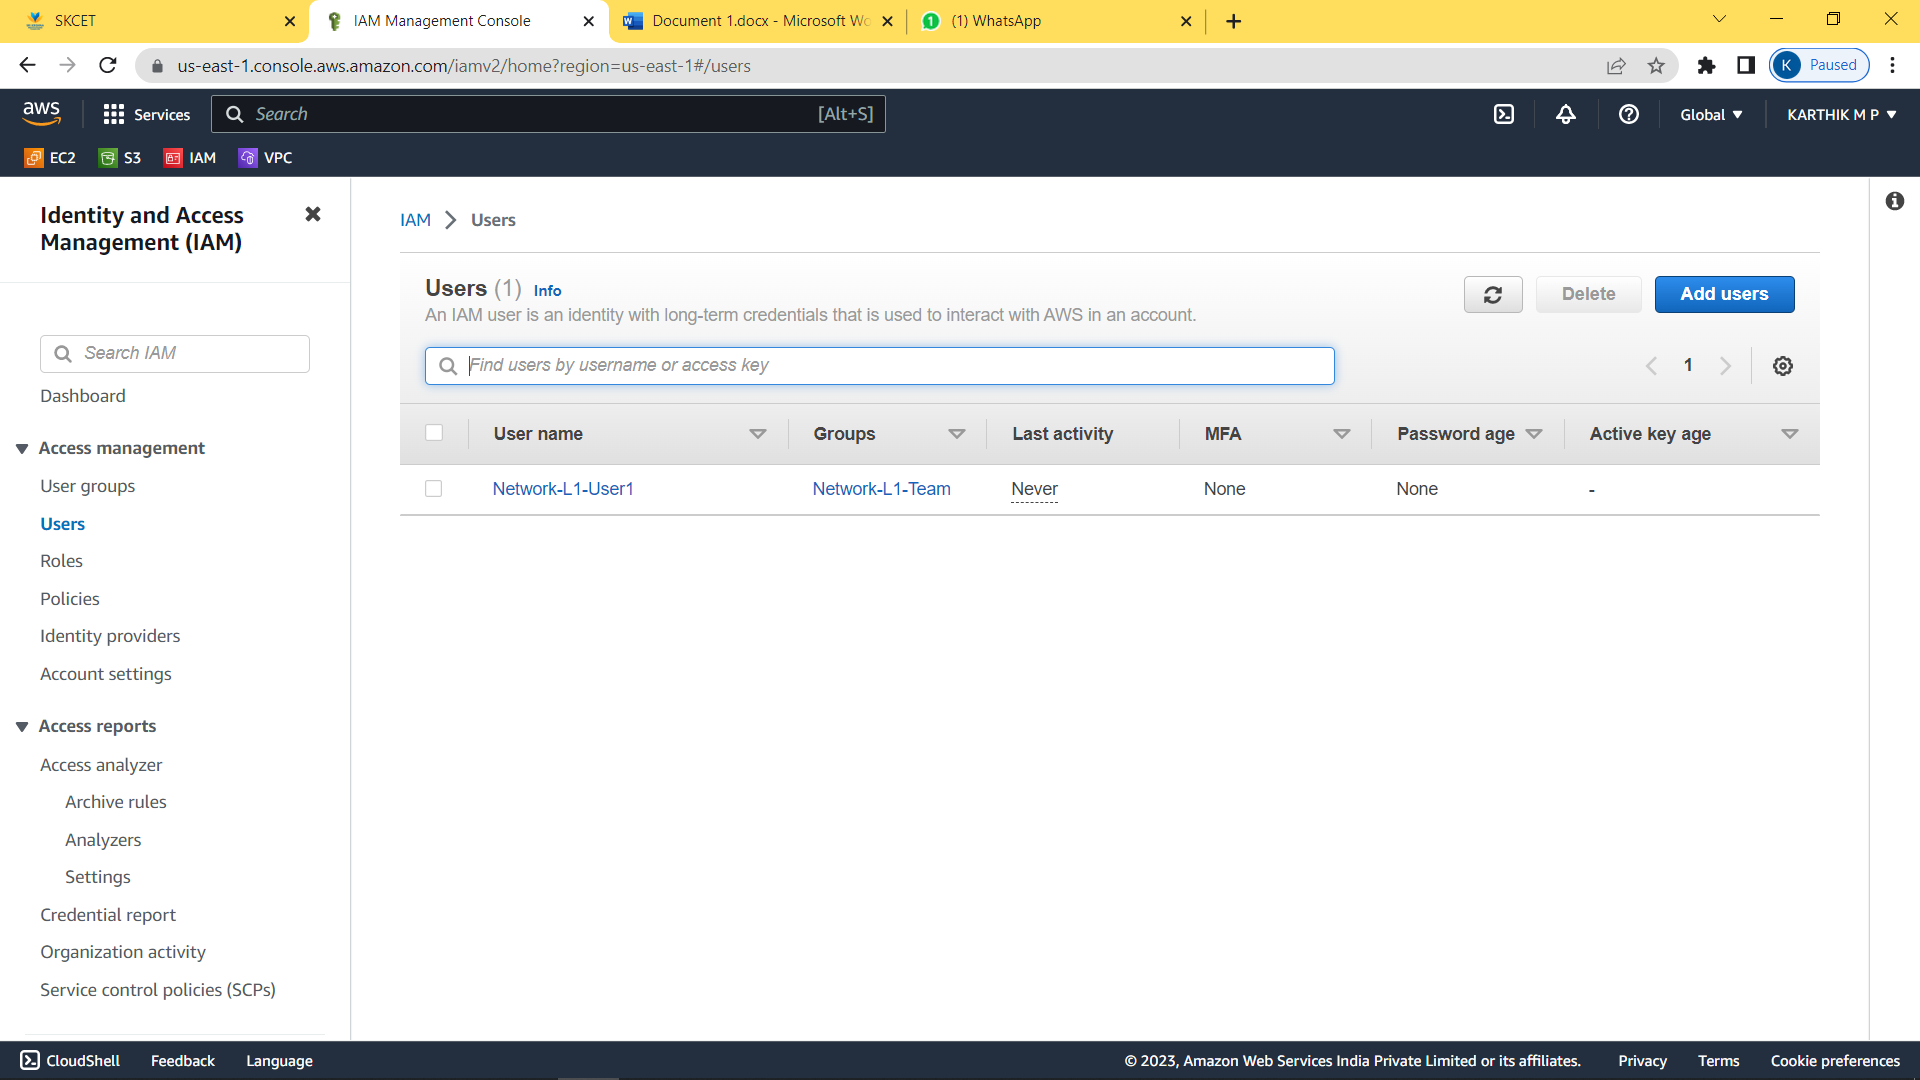 SKCET
IAM Management Console
Document 1.docx - Microsoft Wo
(1) WhatsApp
us-east-1.console.aws.amazon.com/iamv2/home?region=us-east-1#/users
K Paused
aws
Services
Search [Alt+S]
Global
KARTHIK M P
EC2
S3
IAM
VPC
Identity and Access
Management (IAM)
Search IAM
Dashboard
Access management
User groups
Users
Roles
Policies
Identity providers
Account settings
Access reports
Access analyzer
Archive rules
Analyzers
Settings
Credential report
Organization activity
Service control policies (SCPs)
IAM > Users
Users (1) Info
An IAM user is an identity with long-term credentials that is used to interact with AWS in an account.
Delete
Add users
Find users by username or access key
1
User name Groups Last activity MFA Password age Active key age
Network-L1-User1 Network-L1-Team Never None None -
CloudShell Feedback Language
© 2023, Amazon Web Services India Private Limited or its affiliates. Privacy Terms Cookie preferences